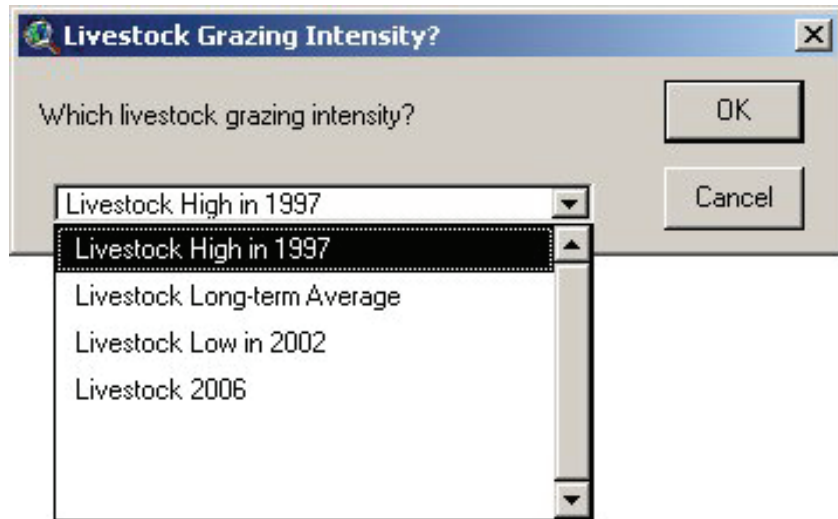 Livestock Grazing Intensity?
Which livestock grazing intensity?
OK
Cancel
Livestock High in 1997
Livestock High in 1997
Livestock Long-term Average
Livestock Low in 2002
Livestock 2006